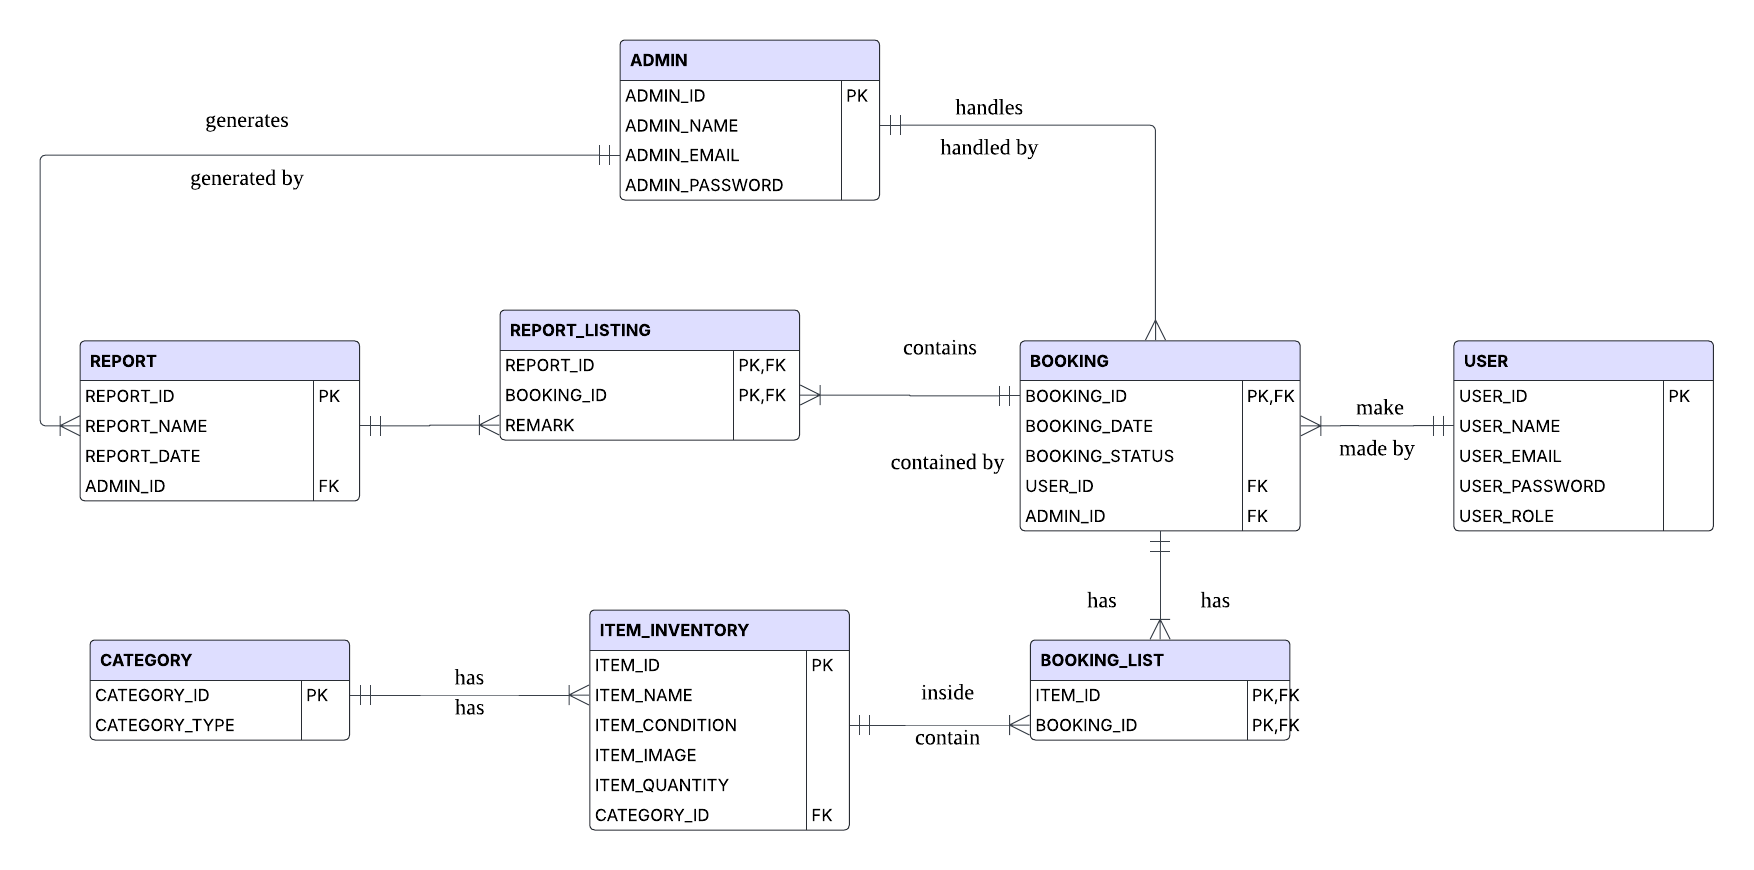 ADMIN
ADMIN_ID PK
ADMIN_NAME
ADMIN_EMAIL
ADMIN_PASSWORD
generates
generated by
handles
handled by
REPORT
REPORT_ID PK
REPORT_NAME
REPORT_DATE
ADMIN_ID FK
REPORT_LISTING
REPORT_ID PK,FK
BOOKING_ID PK,FK
REMARK
contains
contained by
BOOKING
BOOKING_ID PK,FK
BOOKING_DATE
BOOKING_STATUS
USER_ID FK
ADMIN_ID FK
make
made by
USER
USER_ID PK
USER_NAME
USER_EMAIL
USER_PASSWORD
USER_ROLE
has has
CATEGORY
CATEGORY_ID PK
CATEGORY_TYPE
has
has
ITEM_INVENTORY
ITEM_ID PK
ITEM_NAME
ITEM_CONDITION
ITEM_IMAGE
ITEM_QUANTITY
CATEGORY_ID FK
inside
contain
BOOKING_LIST
ITEM_ID PK,FK
BOOKING_ID PK,FK